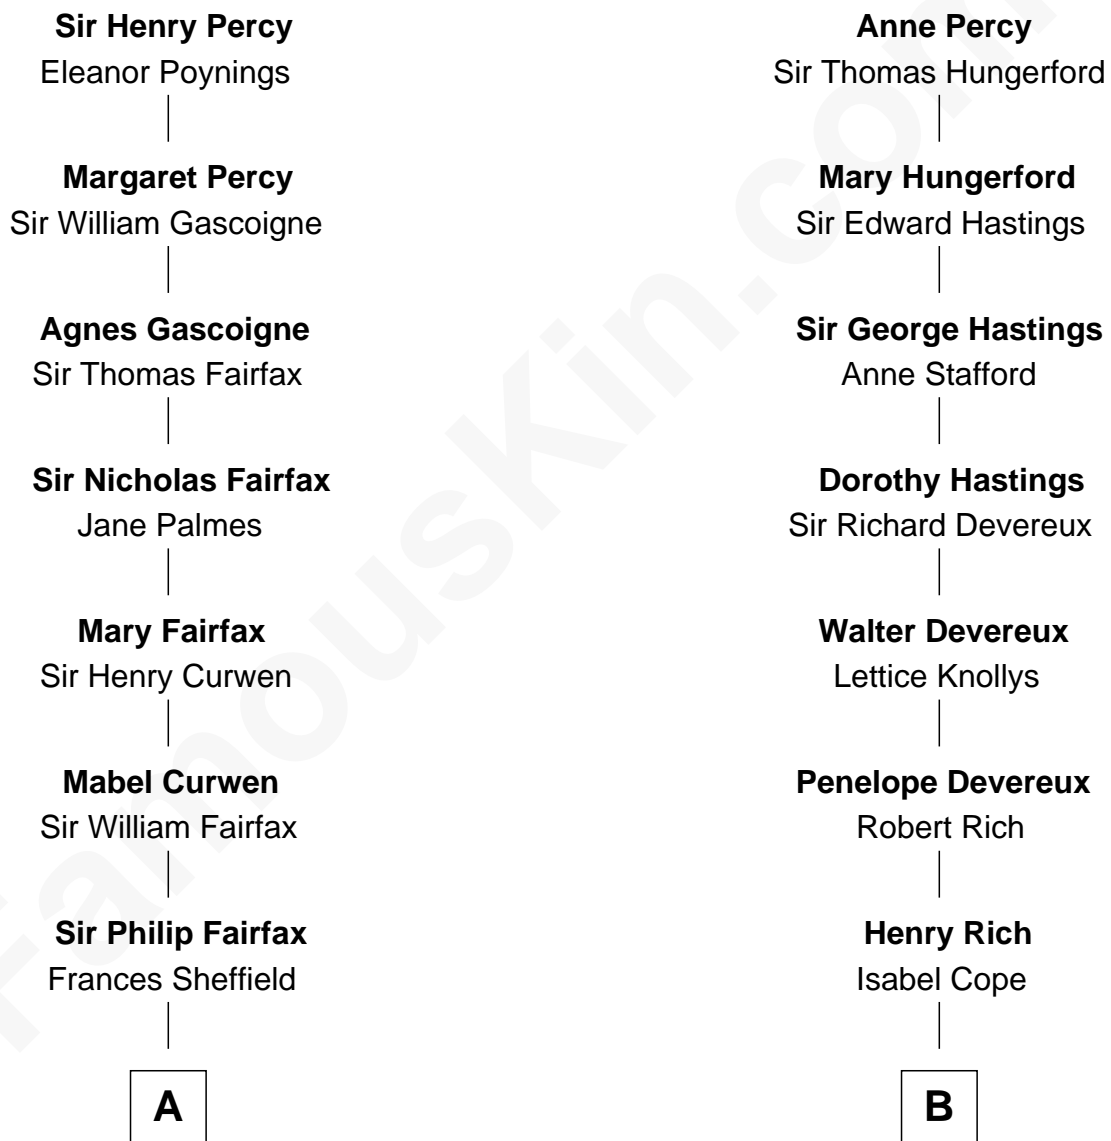 Sir Henry Percy
Eleanor Poynings
Margaret Percy
Sir William Gascoigne
Agnes Gascoigne
Sir Thomas Fairfax
Sir Nicholas Fairfax
Jane Palmes
Mary Fairfax
Sir Henry Curwen
Mabel Curwen
Sir William Fairfax
Sir Philip Fairfax
Frances Sheffield
A
Anne Percy
Sir Thomas Hungerford
Mary Hungerford
Sir Edward Hastings
Sir George Hastings
Anne Stafford
Dorothy Hastings
Sir Richard Devereux
Walter Devereux
Lettice Knollys
Penelope Devereux
Robert Rich
Henry Rich
Isabel Cope
B
FamousKin.com